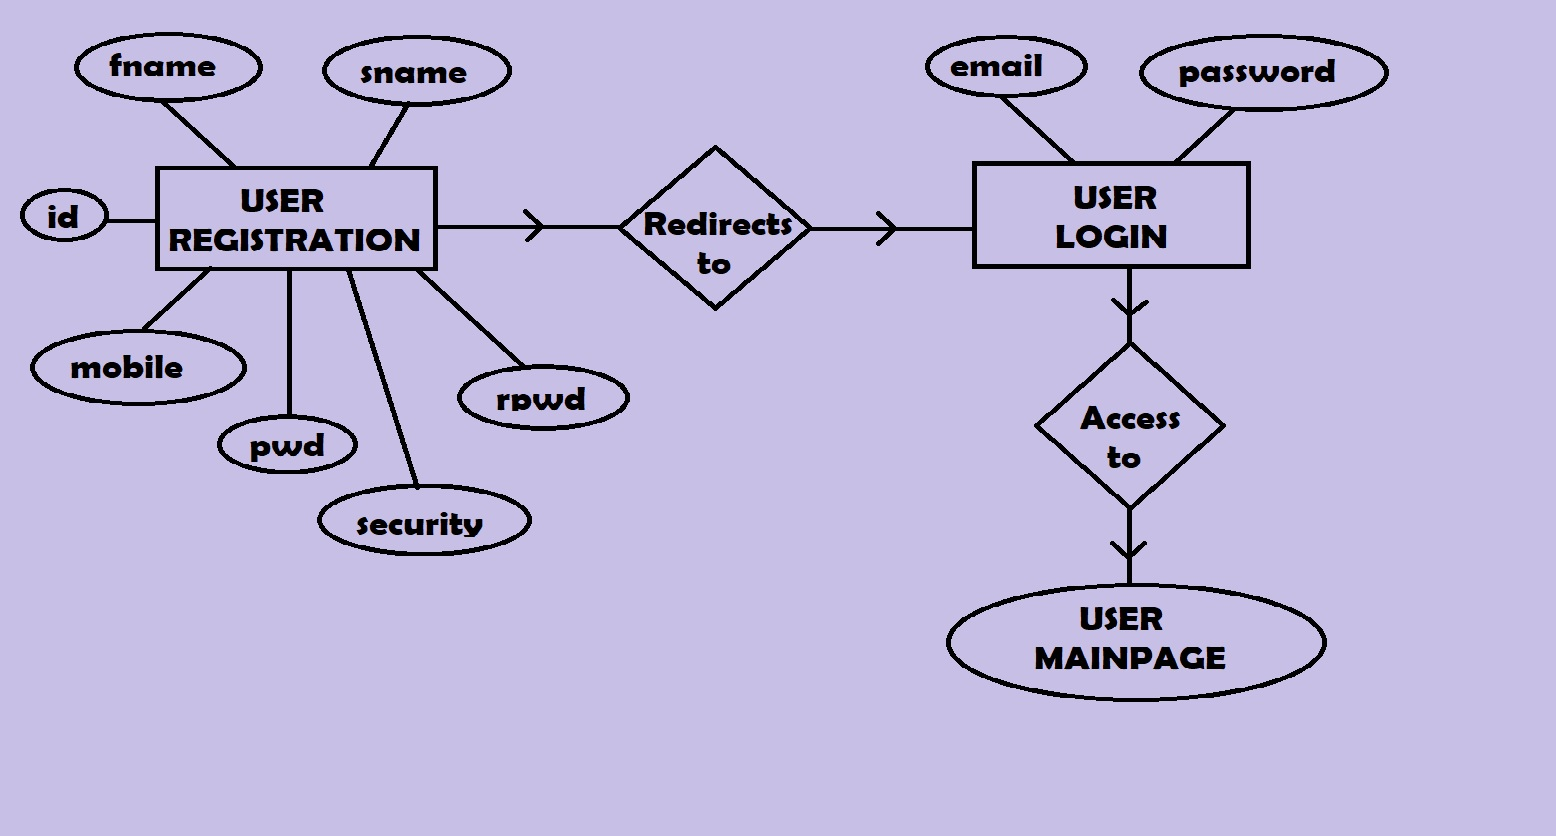 fname
sname
email
password
id
USER
REGISTRATION
Redirects
to
USER
LOGIN
mobile
pwd
rpwd
security
Access
to
USER
MAINPAGE